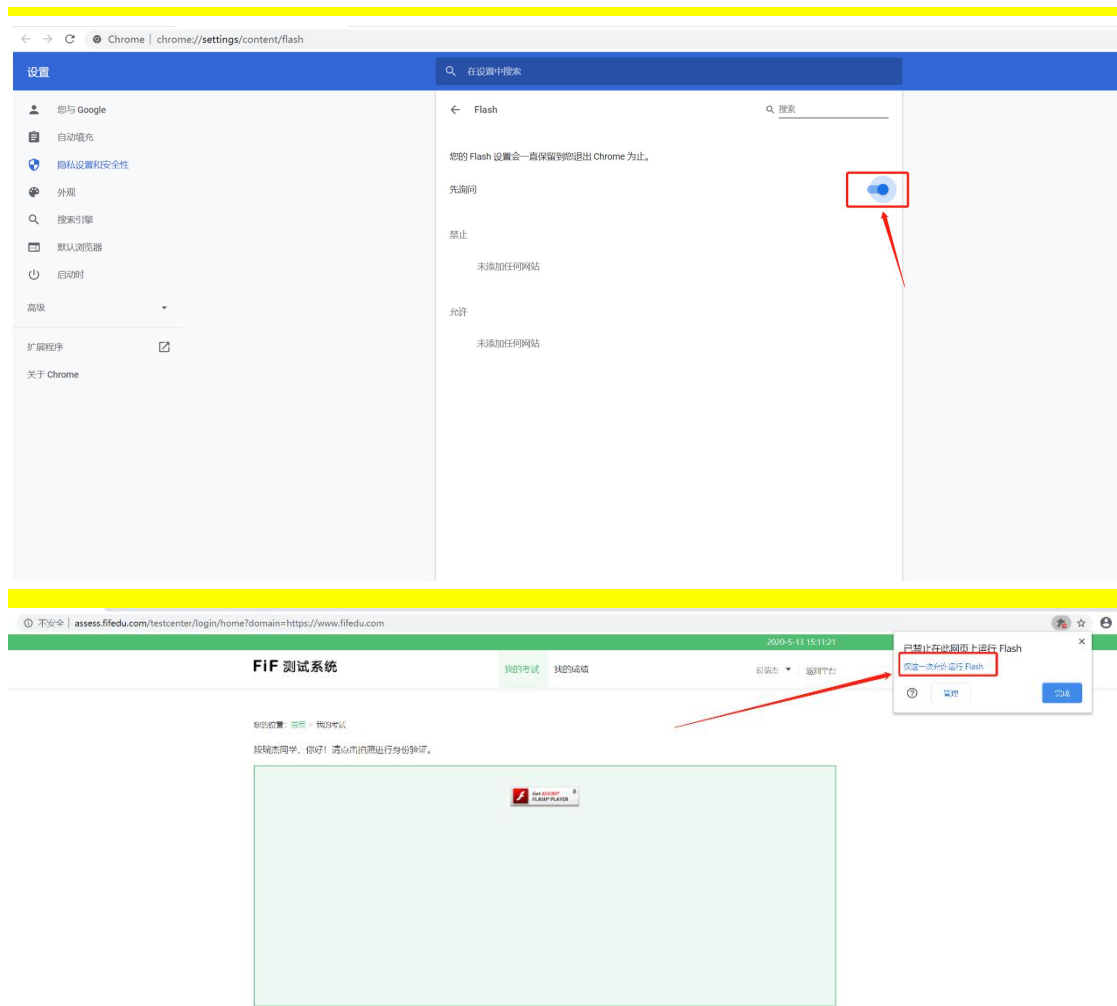 Chrome | chrome://settings/content/flash
设置
在设置中搜索
您与 Google
自动填充
隐私设置和安全性
外观
搜索引擎
默认浏览器
启动时
高级
扩展程序
关于 Chrome
Flash
搜索
您的 Flash 设置会一直保留到您退出 Chrome 为止。
先询问
禁止
未添加任何网站
允许
未添加任何网站
不安全 | assess.fifedu.com/testcenter/login/home?domain=https://www.fifedu.com
2020-5-13 15:11:21
FiF 测试系统
我的考试 我的成绩
段瑞杰 返回平台
已禁止在此网页上运行 Flash
仅这一次允许运行 Flash
管理
完成
您的位置: 首页 > 我的考试
段瑞杰同学，你好！请点击拍照进行身份验证。
Get ADOBE® FLASH® PLAYER